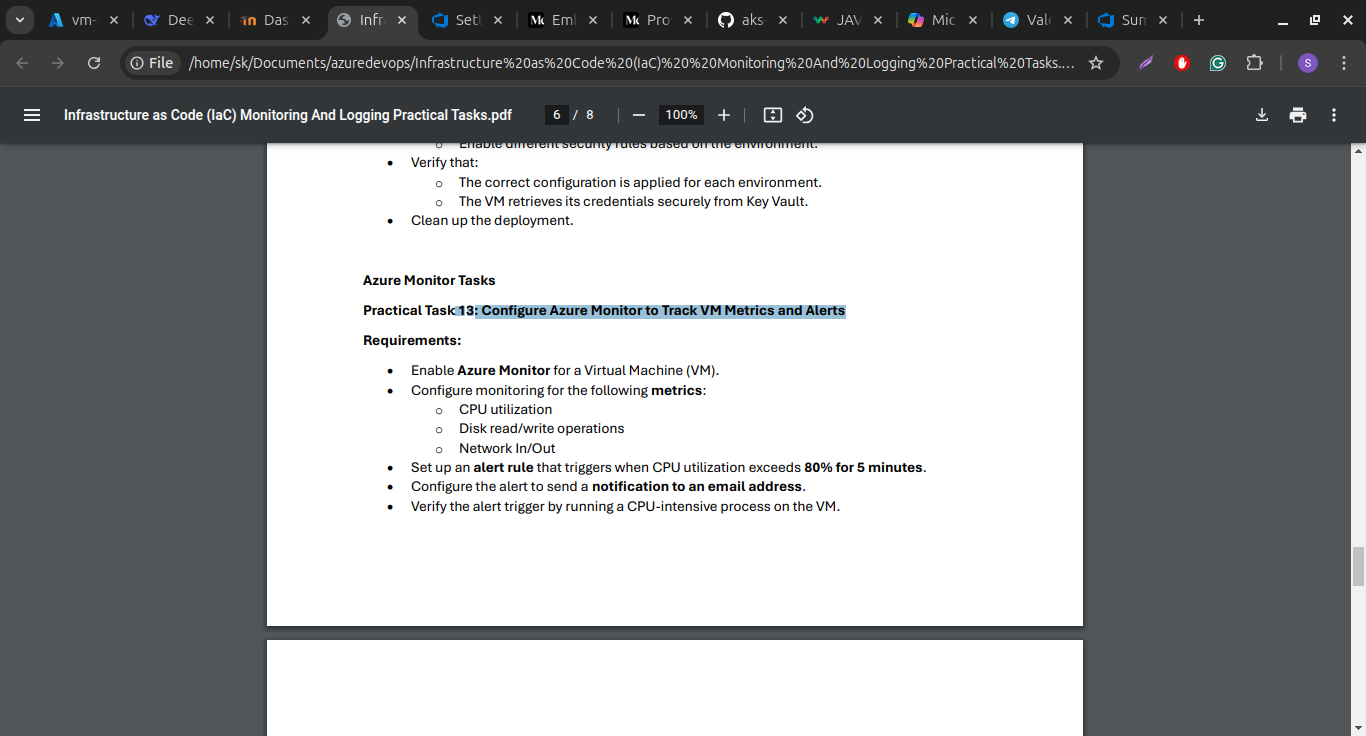 vm- Dee Das Infr Sett Emb Pro aks- JAV Mic Vale Sun
File /home/sk/Documents/azuredevops/Infrastructure%20as%20Code%20(IaC)%20%20Monitoring%20And%20Logging%20Practical%20Tasks.... S
Infrastructure as Code (IaC) Monitoring And Logging Practical Tasks.pdf 6 / 8 100%
Enable different security rules based on the environment.
• Verify that:
o The correct configuration is applied for each environment.
o The VM retrieves its credentials securely from Key Vault.
• Clean up the deployment.
Azure Monitor Tasks
Practical Task 13: Configure Azure Monitor to Track VM Metrics and Alerts
Requirements:
• Enable Azure Monitor for a Virtual Machine (VM).
• Configure monitoring for the following metrics:
o CPU utilization
o Disk read/write operations
o Network In/Out
• Set up an alert rule that triggers when CPU utilization exceeds 80% for 5 minutes.
• Configure the alert to send a notification to an email address.
• Verify the alert trigger by running a CPU-intensive process on the VM.